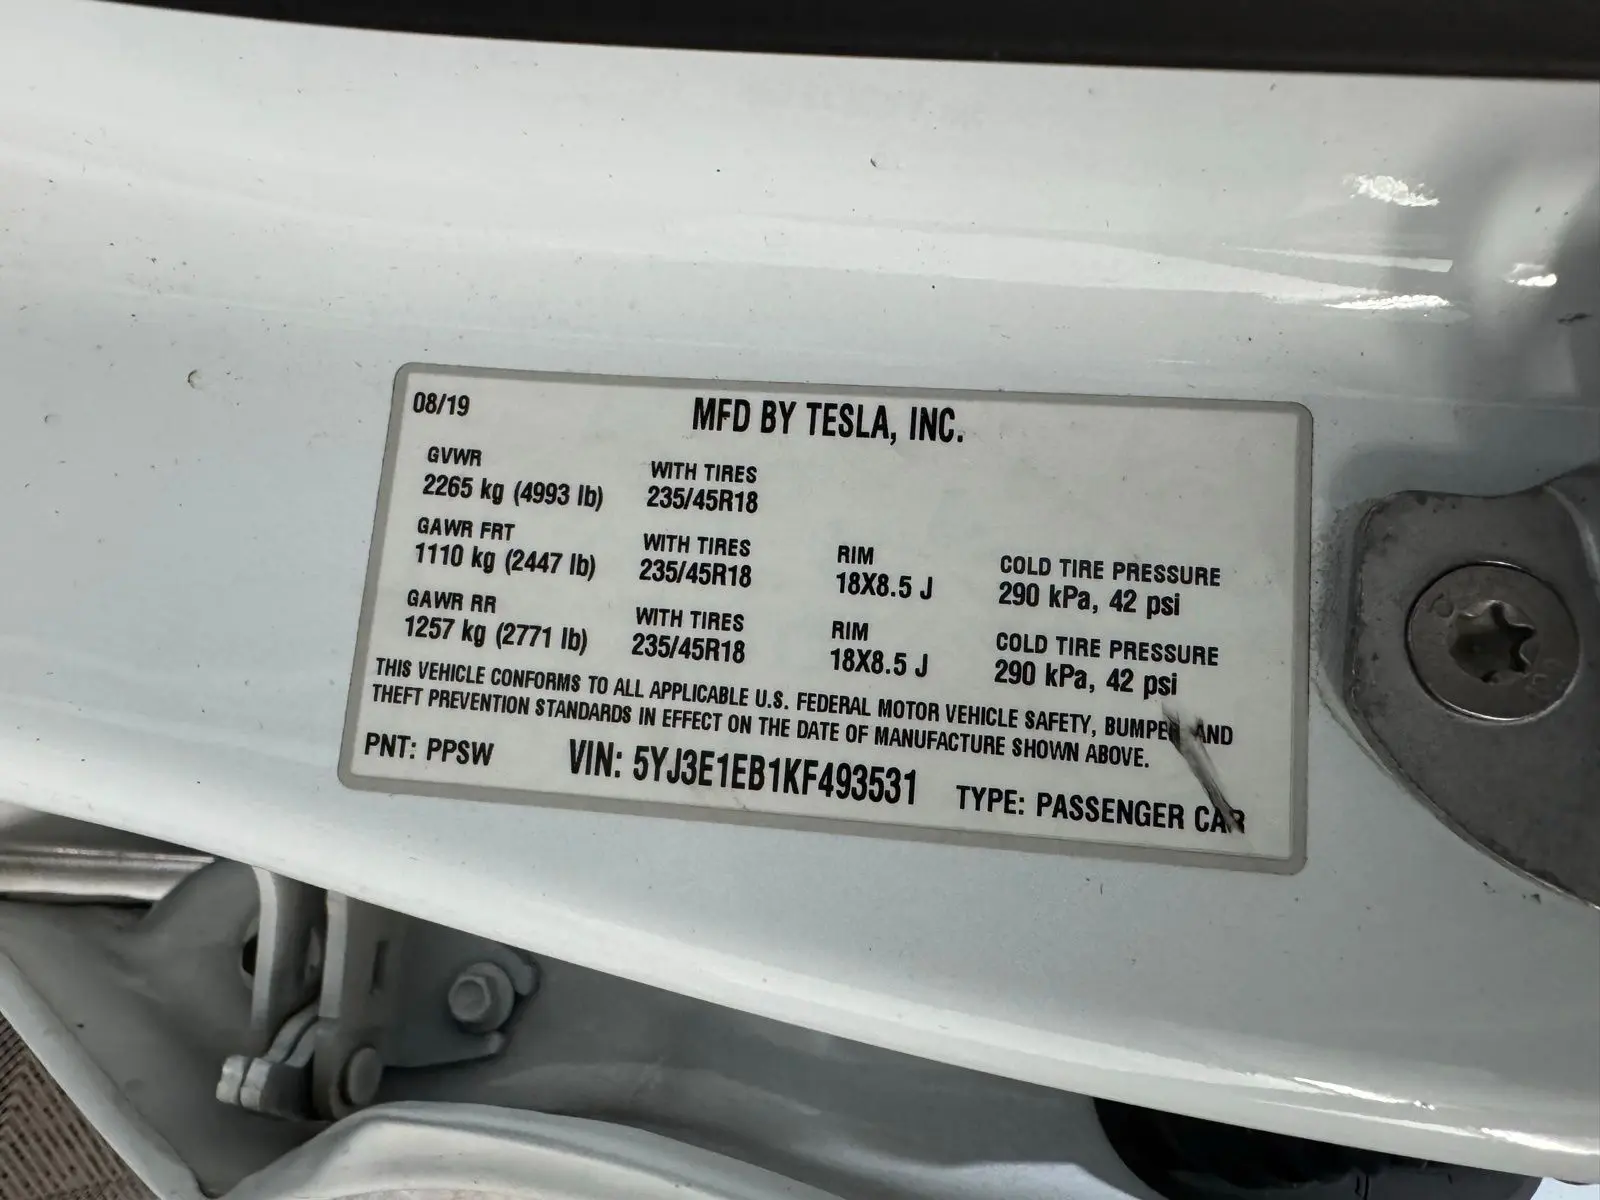 08/19 MFD BY TESLA, INC.
GVWR WITH TIRES
2265 kg (4993 lb) 235/45R18
GAWR FRT WITH TIRES RIM COLD TIRE PRESSURE
1110 kg (2447 lb) 235/45R18 18X8.5 J 290 kPa, 42 psi
GAWR RR WITH TIRES RIM COLD TIRE PRESSURE
1257 kg (2771 lb) 235/45R18 18X8.5 J 290 kPa, 42 psi
THIS VEHICLE CONFORMS TO ALL APPLICABLE U.S. FEDERAL MOTOR VEHICLE SAFETY, BUMPER AND
THEFT PREVENTION STANDARDS IN EFFECT ON THE DATE OF MANUFACTURE SHOWN ABOVE.
PNT: PPSW VIN: 5YJ3E1EB1KF493531 TYPE: PASSENGER CAR